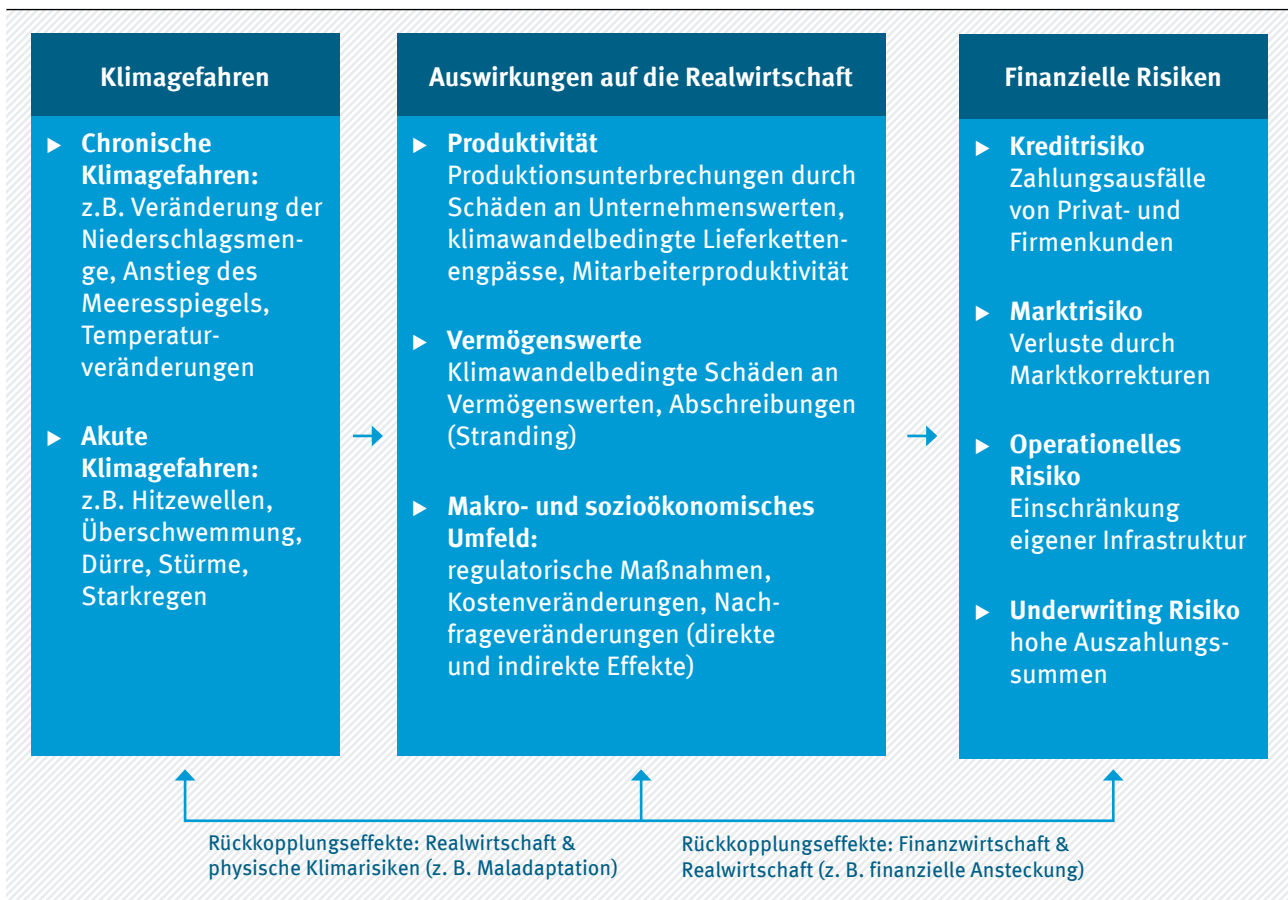 Klimagefahren
Chronische
Klimagefahren:
z.B. Veränderung der
Niederschlagsmen-
ge, Anstieg des
Meeresspiegels,
Temperatur-
veränderungen
Akute
Klimagefahren:
z.B. Hitzewellen,
Überschwemmung,
Dürre, Stürme,
Starkregen
Auswirkungen auf die Realwirtschaft
Produktivität
Produktionsunterbrechungen durch
Schäden an Unternehmenswerten,
klimawandelbedingte Lieferketten-
engpässe, Mitarbeiterproduktivität
Vermögenswerte
Klimawandelbedingte Schäden an
Vermögenswerten, Abschreibungen
(Stranding)
Makro- und sozioökonomisches
Umfeld:
regulatorische Maßnahmen,
Kostenveränderungen, Nach-
frageveränderungen (direkte
und indirekte Effekte)
Finanzielle Risiken
Kreditrisiko
Zahlungsausfälle
von Privat- und
Firmenkunden
Marktrisiko
Verluste durch
Marktkorrekturen
Operationelles
Risiko
Einschränkung
eigener Infrastruktur
Underwriting Risiko
hohe Auszahlungs-
summen
Rückkopplungseffekte: Realwirtschaft &
physische Klimarisiken (z. B. Maladaptation)
Rückkopplungseffekte: Finanzwirtschaft &
Realwirtschaft (z. B. finanzielle Ansteckung)